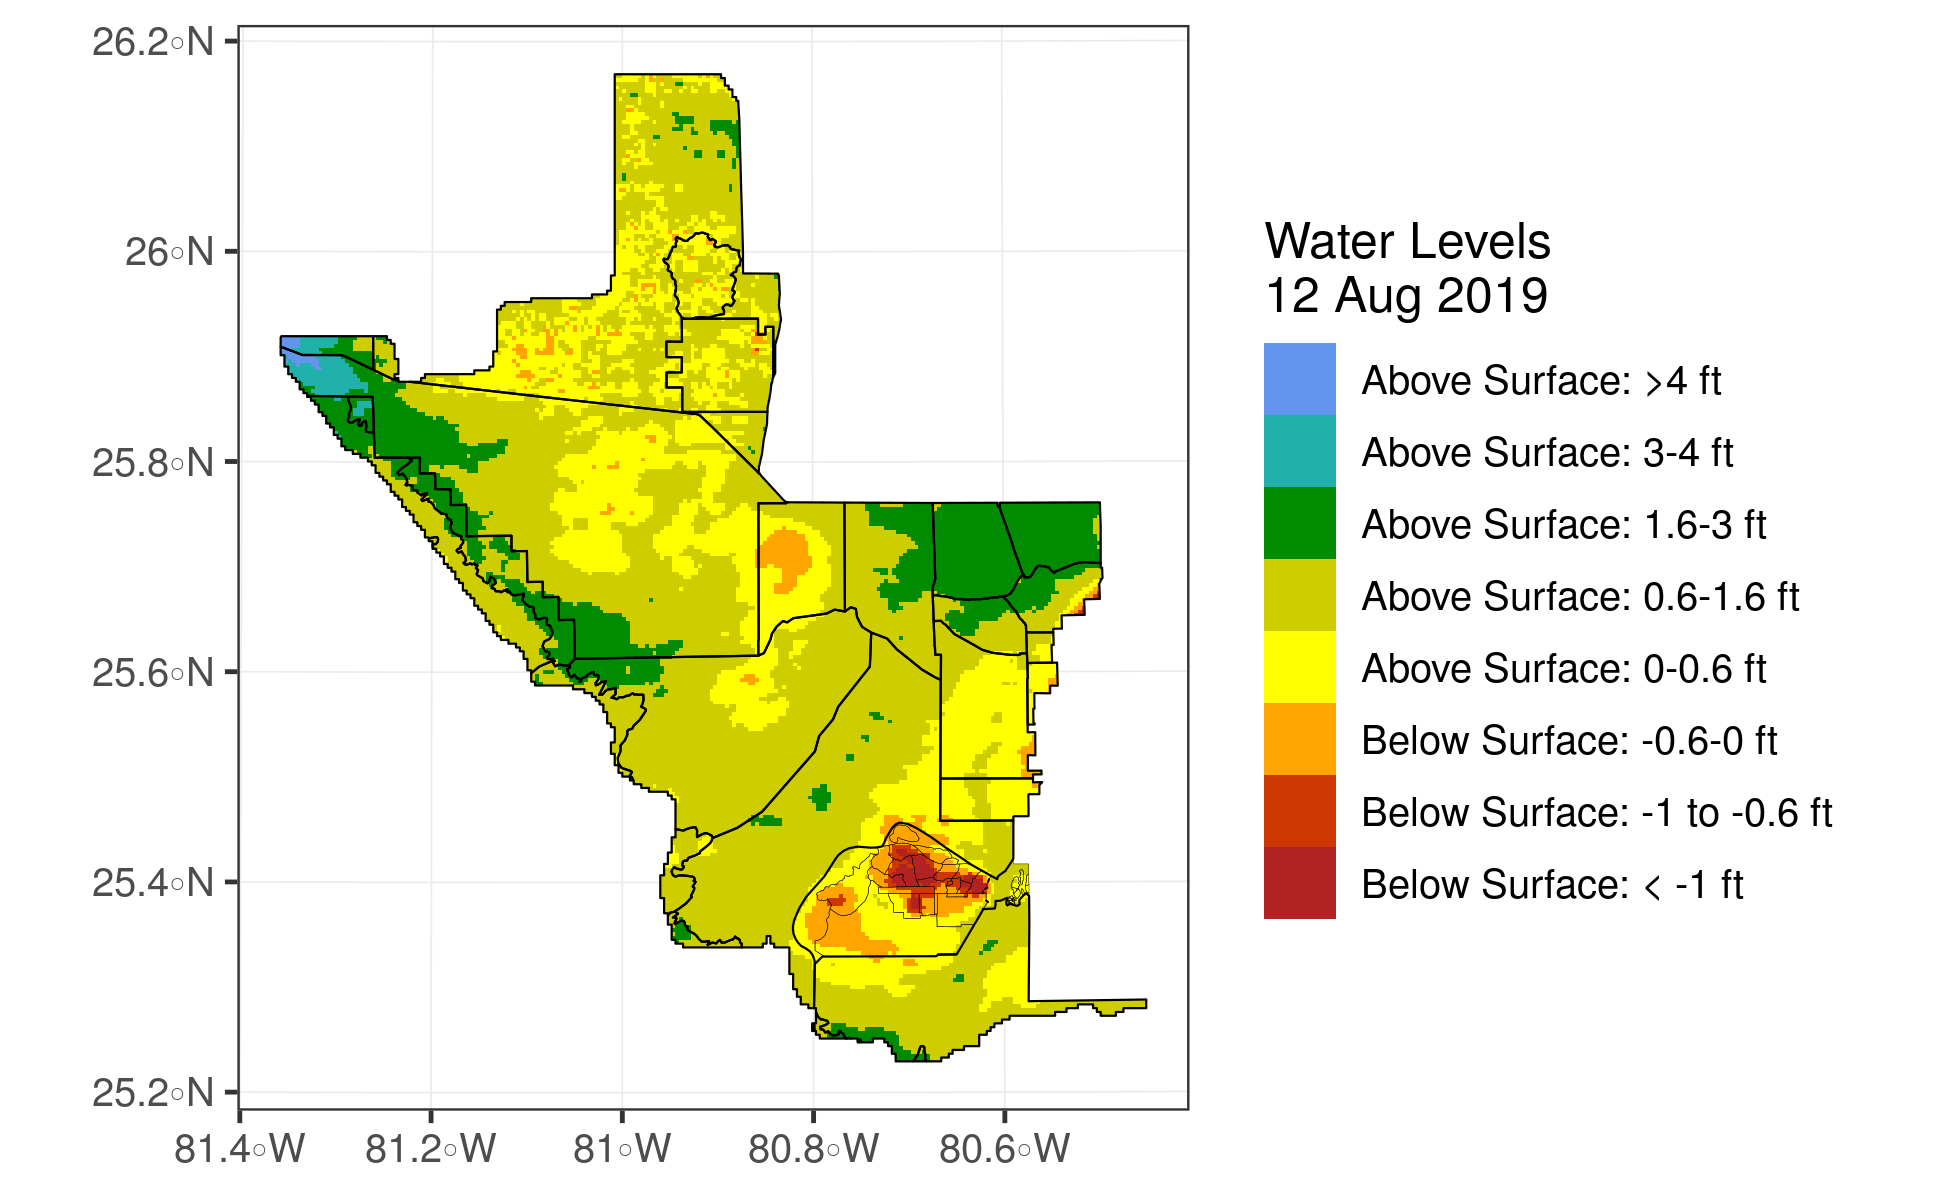 26.2°N
26°N
25.8°N
25.6°N
25.4°N
25.2°N
81.4°W
81.2°W
81°W
80.8°W
80.6°W
Water Levels
12 Aug 2019
Above Surface: >4 ft
Above Surface: 3-4 ft
Above Surface: 1.6-3 ft
Above Surface: 0.6-1.6 ft
Above Surface: 0-0.6 ft
Below Surface: -0.6-0 ft
Below Surface: -1 to -0.6 ft
Below Surface: < -1 ft